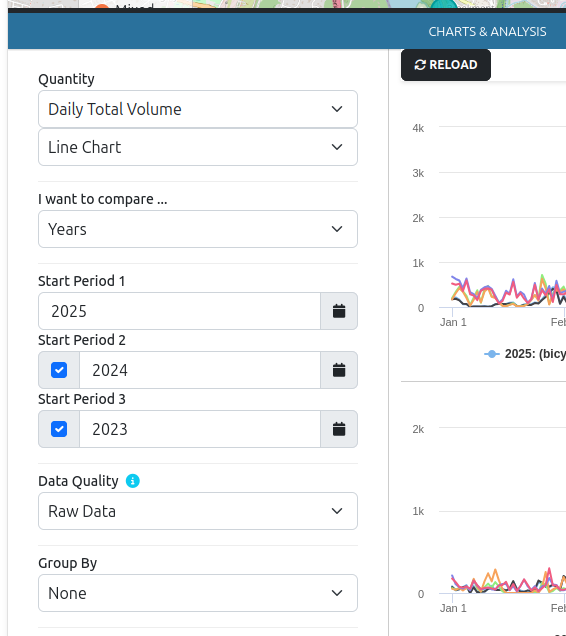 Mixed
CHARTS & ANALYSIS
Quantity
Daily Total Volume
Line Chart
I want to compare ...
Years
Start Period 1
2025
Start Period 2
2024
Start Period 3
2023
Data Quality
Raw Data
Group By
None
RELOAD
4k
3k
2k
1k
0
Jan 1
Feb
2025: (bicy
2k
1k
0
Jan 1
Feb